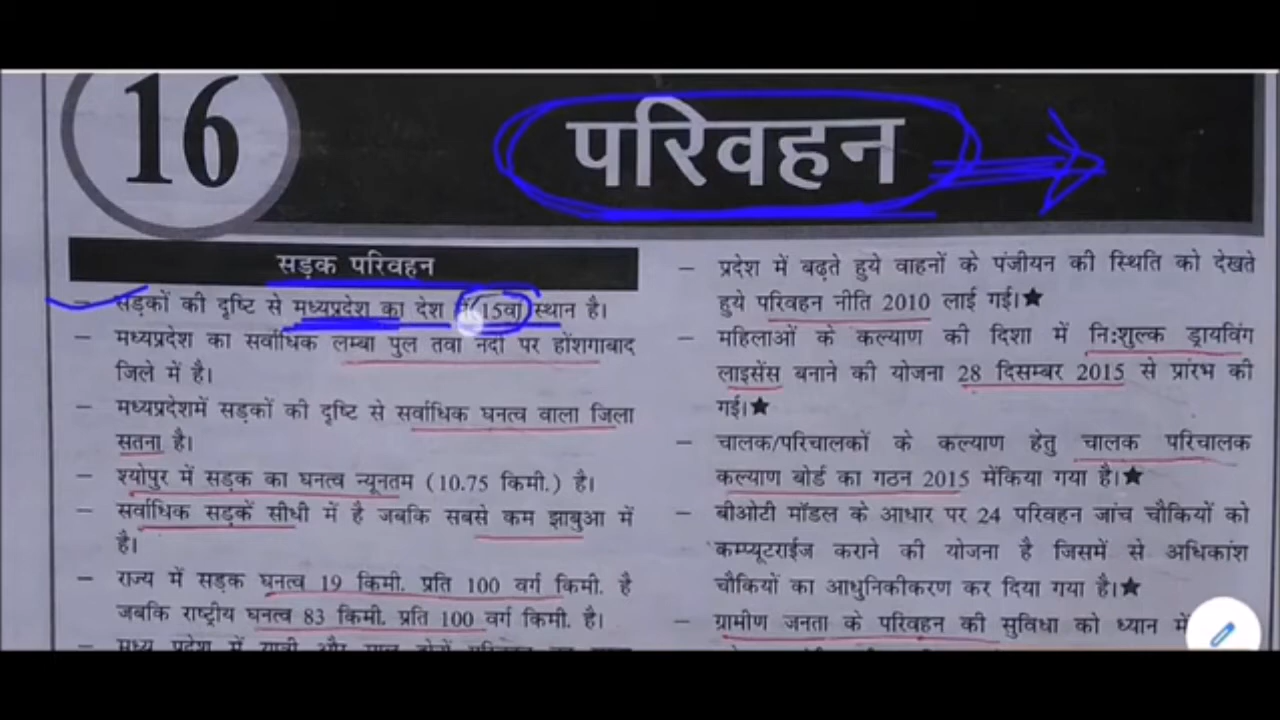 16
परिवहन
सड़क परिवहन
– सड़कों की दृष्टि से मध्यप्रदेश का देश में 15वां स्थान है।
– मध्यप्रदेश का सर्वाधिक लम्बा पुल तवा नदी पर होंशगाबाद
जिले में है।
– मध्यप्रदेशमें सड़कों की दृष्टि से सर्वाधिक घनत्व वाला जिला
सतना है।
– श्योपुर में सड़क का घनत्व न्यूनतम (10.75 किमी.) है।
– सर्वाधिक सड़कें सीधी में है जबकि सबसे कम झाबुआ में
है।
– राज्य में सड़क घनत्व 19 किमी. प्रति 100 वर्ग किमी. है
जबकि राष्ट्रीय घनत्व 83 किमी. प्रति 100 वर्ग किमी. है।
– प्रदेश में बढ़ते हुये वाहनों के पंजीयन की स्थिति को देखते
हुये परिवहन नीति 2010 लाई गई।★
– महिलाओं के कल्याण की दिशा में नि:शुल्क ड्रायविंग
लाइसेंस बनाने की योजना 28 दिसम्बर 2015 से प्रांरभ की
गई।★
– चालक/परिचालकों के कल्याण हेतु चालक परिचालक
कल्याण बोर्ड का गठन 2015 मेंकिया गया है।★
– बीओटी मॉडल के आधार पर 24 परिवहन जांच चौकियों को
कम्प्यूटराईज कराने की योजना है जिसमें से अधिकांश
चौकियों का आधुनिकीकरण कर दिया गया है।★
– ग्रामीण जनता के परिवहन की सुविधा को ध्यान में